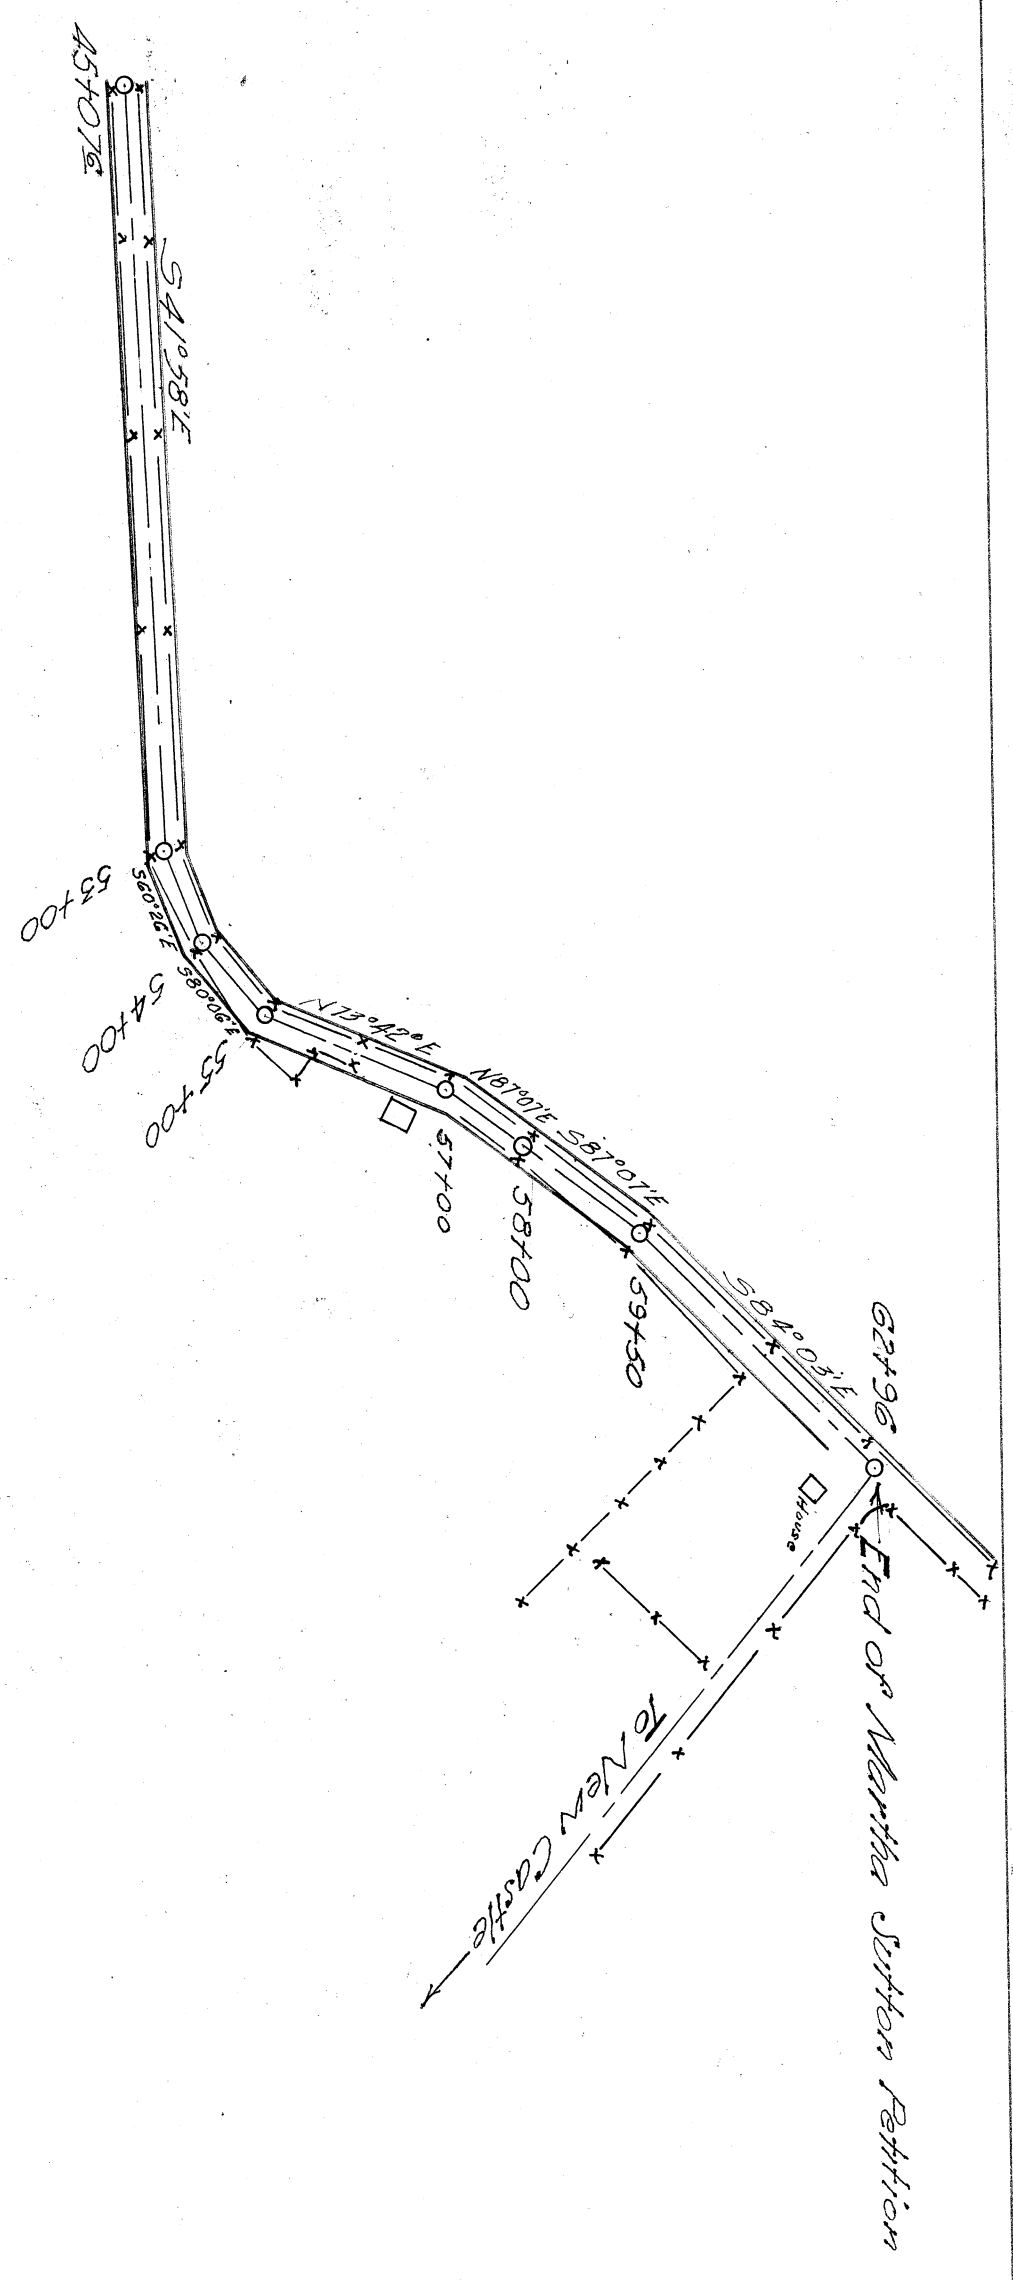 45+076
S41°58'E
53+00
S60°26'E
54+00
S80°06'E
55+00
N73°42'E
57+00
N87°07'E
58+00
S87°07'E
59+50
S84°03'E
62+96
House
End of Martha Sutton Petition
To New Castle